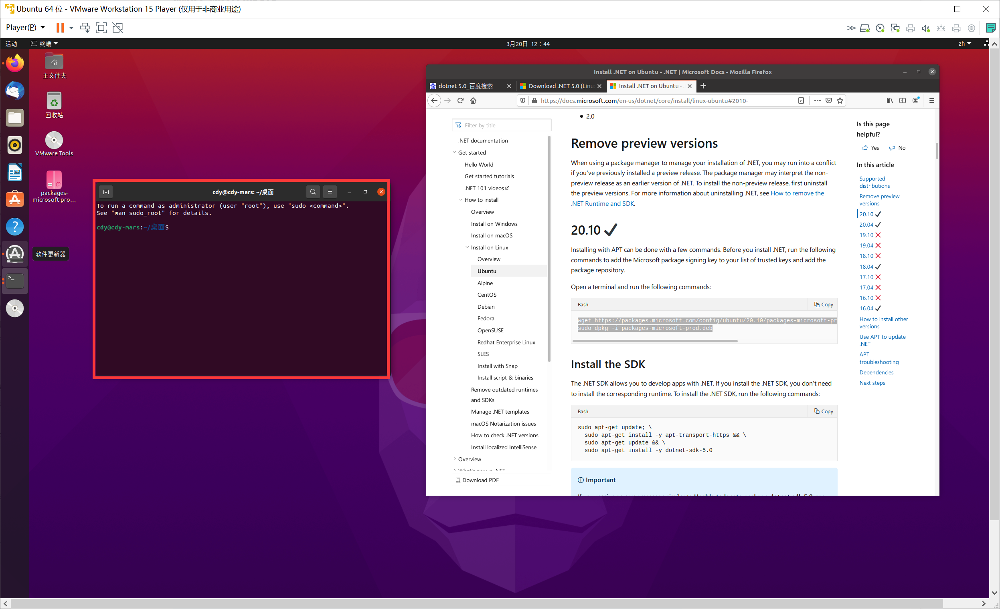 Ubuntu 64 位 - VMware Workstation 15 Player (仅用于非商业用途)
Player(P)
活动
终端
3月20日 12：44
zh
主文件夹
回收站
VMware Tools
packages-
microsoft-pro...
软件更新器
cdy@cdy-mars: ~/桌面
To run a command as administrator (user "root"), use "sudo <command>".
See "man sudo_root" for details.
cdy@cdy-mars:~/桌面$
Install .NET on Ubuntu - .NET | Microsoft Docs - Mozilla Firefox
dotnet 5.0_百度搜索
Download .NET 5.0 (Linu
Install .NET on Ubuntu -
https://docs.microsoft.com/en-us/dotnet/core/install/linux-ubuntu#2010-
Filter by title
.NET documentation
Get started
Hello World
Get started tutorials
.NET 101 videos
How to install
Overview
Install on Windows
Install on macOS
Install on Linux
Overview
Ubuntu
Alpine
CentOS
Debian
Fedora
OpenSUSE
Redhat Enterprise Linux
SLES
Install with Snap
Install script & binaries
Remove outdated runtimes
and SDKs
Manage .NET templates
macOS Notarization issues
How to check .NET versions
Install localized IntelliSense
Overview
What's new in .NET
Download PDF
● 2.0
Remove preview versions
When using a package manager to manage your installation of .NET, you may run into a conflict
if you've previously installed a preview release. The package manager may interpret the non-
preview release as an earlier version of .NET. To install the non-preview release, first uninstall
the preview versions. For more information about uninstalling .NET, see How to remove the
.NET Runtime and SDK.
20.10 ✔
Installing with APT can be done with a few commands. Before you install .NET, run the following
commands to add the Microsoft package signing key to your list of trusted keys and add the
package repository.
Open a terminal and run the following commands:
Bash
Copy
wget https://packages.microsoft.com/config/ubuntu/20.10/packages-microsoft-pr
sudo dpkg -i packages-microsoft-prod.deb
Install the SDK
The .NET SDK allows you to develop apps with .NET. If you install the .NET SDK, you don't need
to install the corresponding runtime. To install the .NET SDK, run the following commands:
Bash
Copy
sudo apt-get update; \
sudo apt-get install -y apt-transport-https && \
sudo apt-get update && \
sudo apt-get install -y dotnet-sdk-5.0
Important
Is this page
helpful?
Yes
No
In this article
Supported
distributions
Remove preview
versions
20.10 ✔
20.04 ✔
19.10 ❌
19.04 ❌
18.10 ❌
18.04 ✔
17.10 ❌
17.04 ❌
16.10 ❌
16.04 ✔
How to install other
versions
Use APT to update
.NET
APT
troubleshooting
Dependencies
Next steps